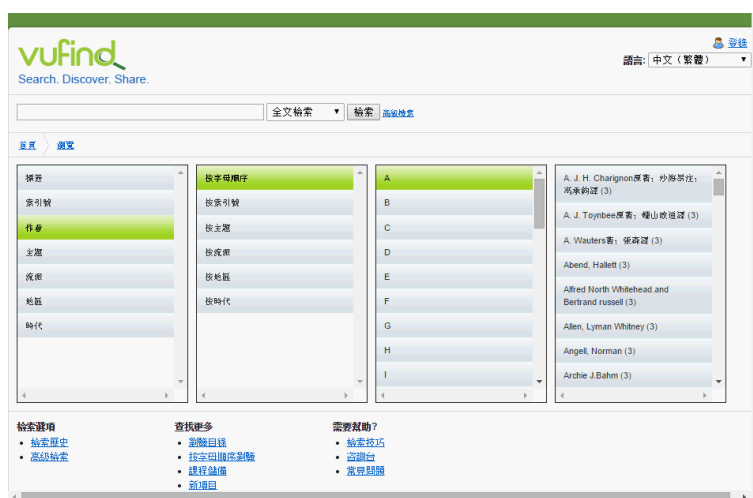 vufind
Search. Discover. Share.
登錄
語言: 中文（繁體）
全文檢索
檢索
高級檢索
首頁
瀏覽
標簽
索引號
作者
主題
流派
地區
時代
按字母順序
按索引號
按主題
按流派
按地區
按時代
A
B
C
D
E
F
G
H
I
A. J. H. Charignon原著；沙海昂注；
馮承鈞譯 (3)
A. J. Toynbee原著；
譯 (3)
A. Wauters著；張森譯 (3)
Abend, Hallett (3)
Alfred North Whitehead.and
Bertrand russell (3)
Allen, Lyman Whitney (3)
Angell, Norman (3)
Archie J.Bahm (3)
檢索選項
檢索歷史
高級檢索
查找更多
瀏覽目錄
按字母順序瀏覽
課程儲備
新項目
需要幫助?
檢索技巧
咨詢台
常見問題